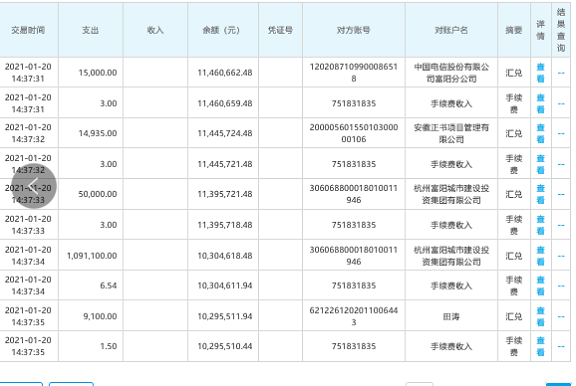 交易时间 支出 收入 余额（元） 凭证号 对方账号 对账户名 摘要 详情 结果查询
2021-01-20 14:37:31 15,000.00 11,460,662.48 1202087109900086518 中国电信股份有限公司富阳分公司 汇兑 查看 --
2021-01-20 14:37:31 3.00 11,460,659.48 751831835 手续费收入 手续费 查看 --
2021-01-20 14:37:32 14,935.00 11,445,724.48 20000560155010300000106 安徽正书项目管理有限公司 汇兑 查看 --
2021-01-20 14:37:32 3.00 11,445,721.48 751831835 手续费收入 手续费 查看 --
2021-01-20 14:37:33 50,000.00 11,395,721.48 306068800018010011946 杭州富阳城市建设投资集团有限公司 汇兑 查看 --
2021-01-20 14:37:33 3.00 11,395,718.48 751831835 手续费收入 手续费 查看 --
2021-01-20 14:37:34 1,091,100.00 10,304,618.48 306068800018010011946 杭州富阳城市建设投资集团有限公司 汇兑 查看 --
2021-01-20 14:37:34 6.54 10,304,611.94 751831835 手续费收入 手续费 查看 --
2021-01-20 14:37:35 9,100.00 10,295,511.94 6212261202011006443 田涛 汇兑 查看 --
2021-01-20 14:37:35 1.50 10,295,510.44 751831835 手续费收入 手续费 查看 --